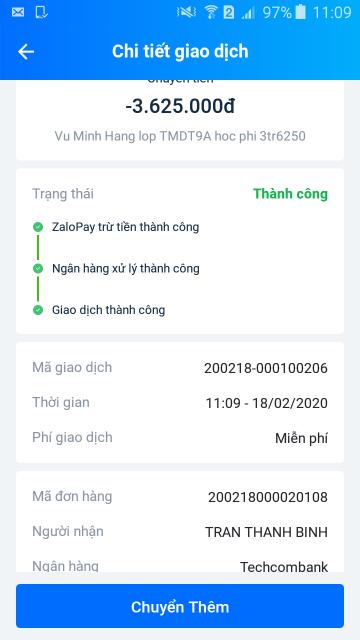 2 97% 11:09
Chi tiết giao dịch
Chuyển tiền
-3.625.000đ
Vu Minh Hang lop TMDT9A hoc phi 3tr6250
Trạng thái Thành công
ZaloPay trừ tiền thành công
Ngân hàng xử lý thành công
Giao dịch thành công
Mã giao dịch 200218-000100206
Thời gian 11:09 - 18/02/2020
Phí giao dịch Miễn phí
Mã đơn hàng 200218000020108
Người nhận TRAN THANH BINH
Ngân hàng Techcombank
Chuyển Thêm